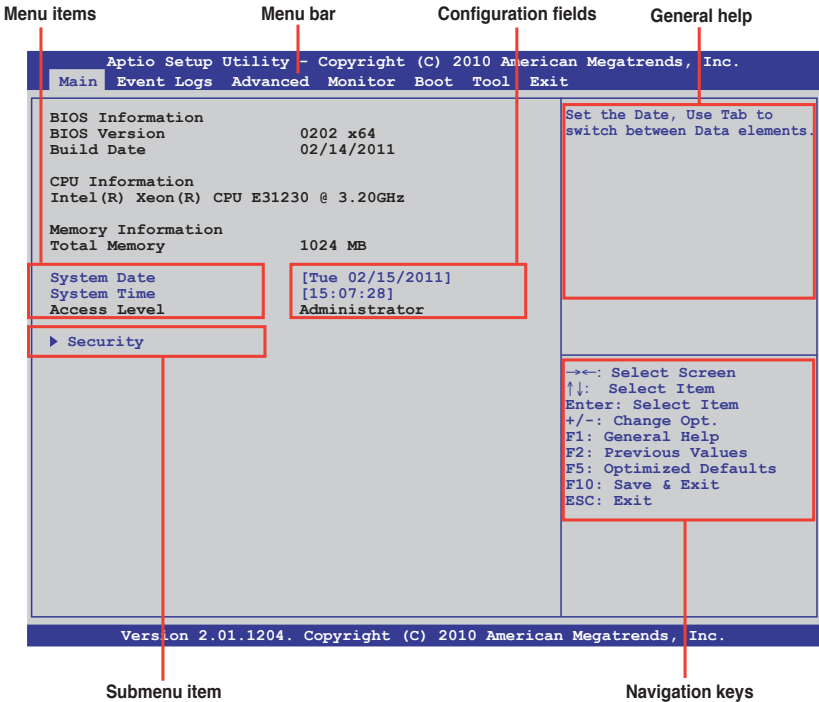 Menu items Menu bar Configuration fields General help
Aptio Setup Utility - Copyright (C) 2010 American Megatrends, Inc.
Main Event Logs Advanced Monitor Boot Tool Exit
BIOS Information
BIOS Version 0202 x64
Build Date 02/14/2011
CPU Information
Intel(R) Xeon(R) CPU E31230 @ 3.20GHz
Memory Information
Total Memory 1024 MB
System Date [Tue 02/15/2011]
System Time [15:07:28]
Access Level Administrator
Security
Set the Date, Use Tab to
switch between Data elements.
→←: Select Screen
↑↓: Select Item
Enter: Select Item
+/-: Change Opt.
F1: General Help
F2: Previous Values
F5: Optimized Defaults
F10: Save & Exit
ESC: Exit
Version 2.01.1204. Copyright (C) 2010 American Megatrends, Inc.
Submenu item Navigation keys